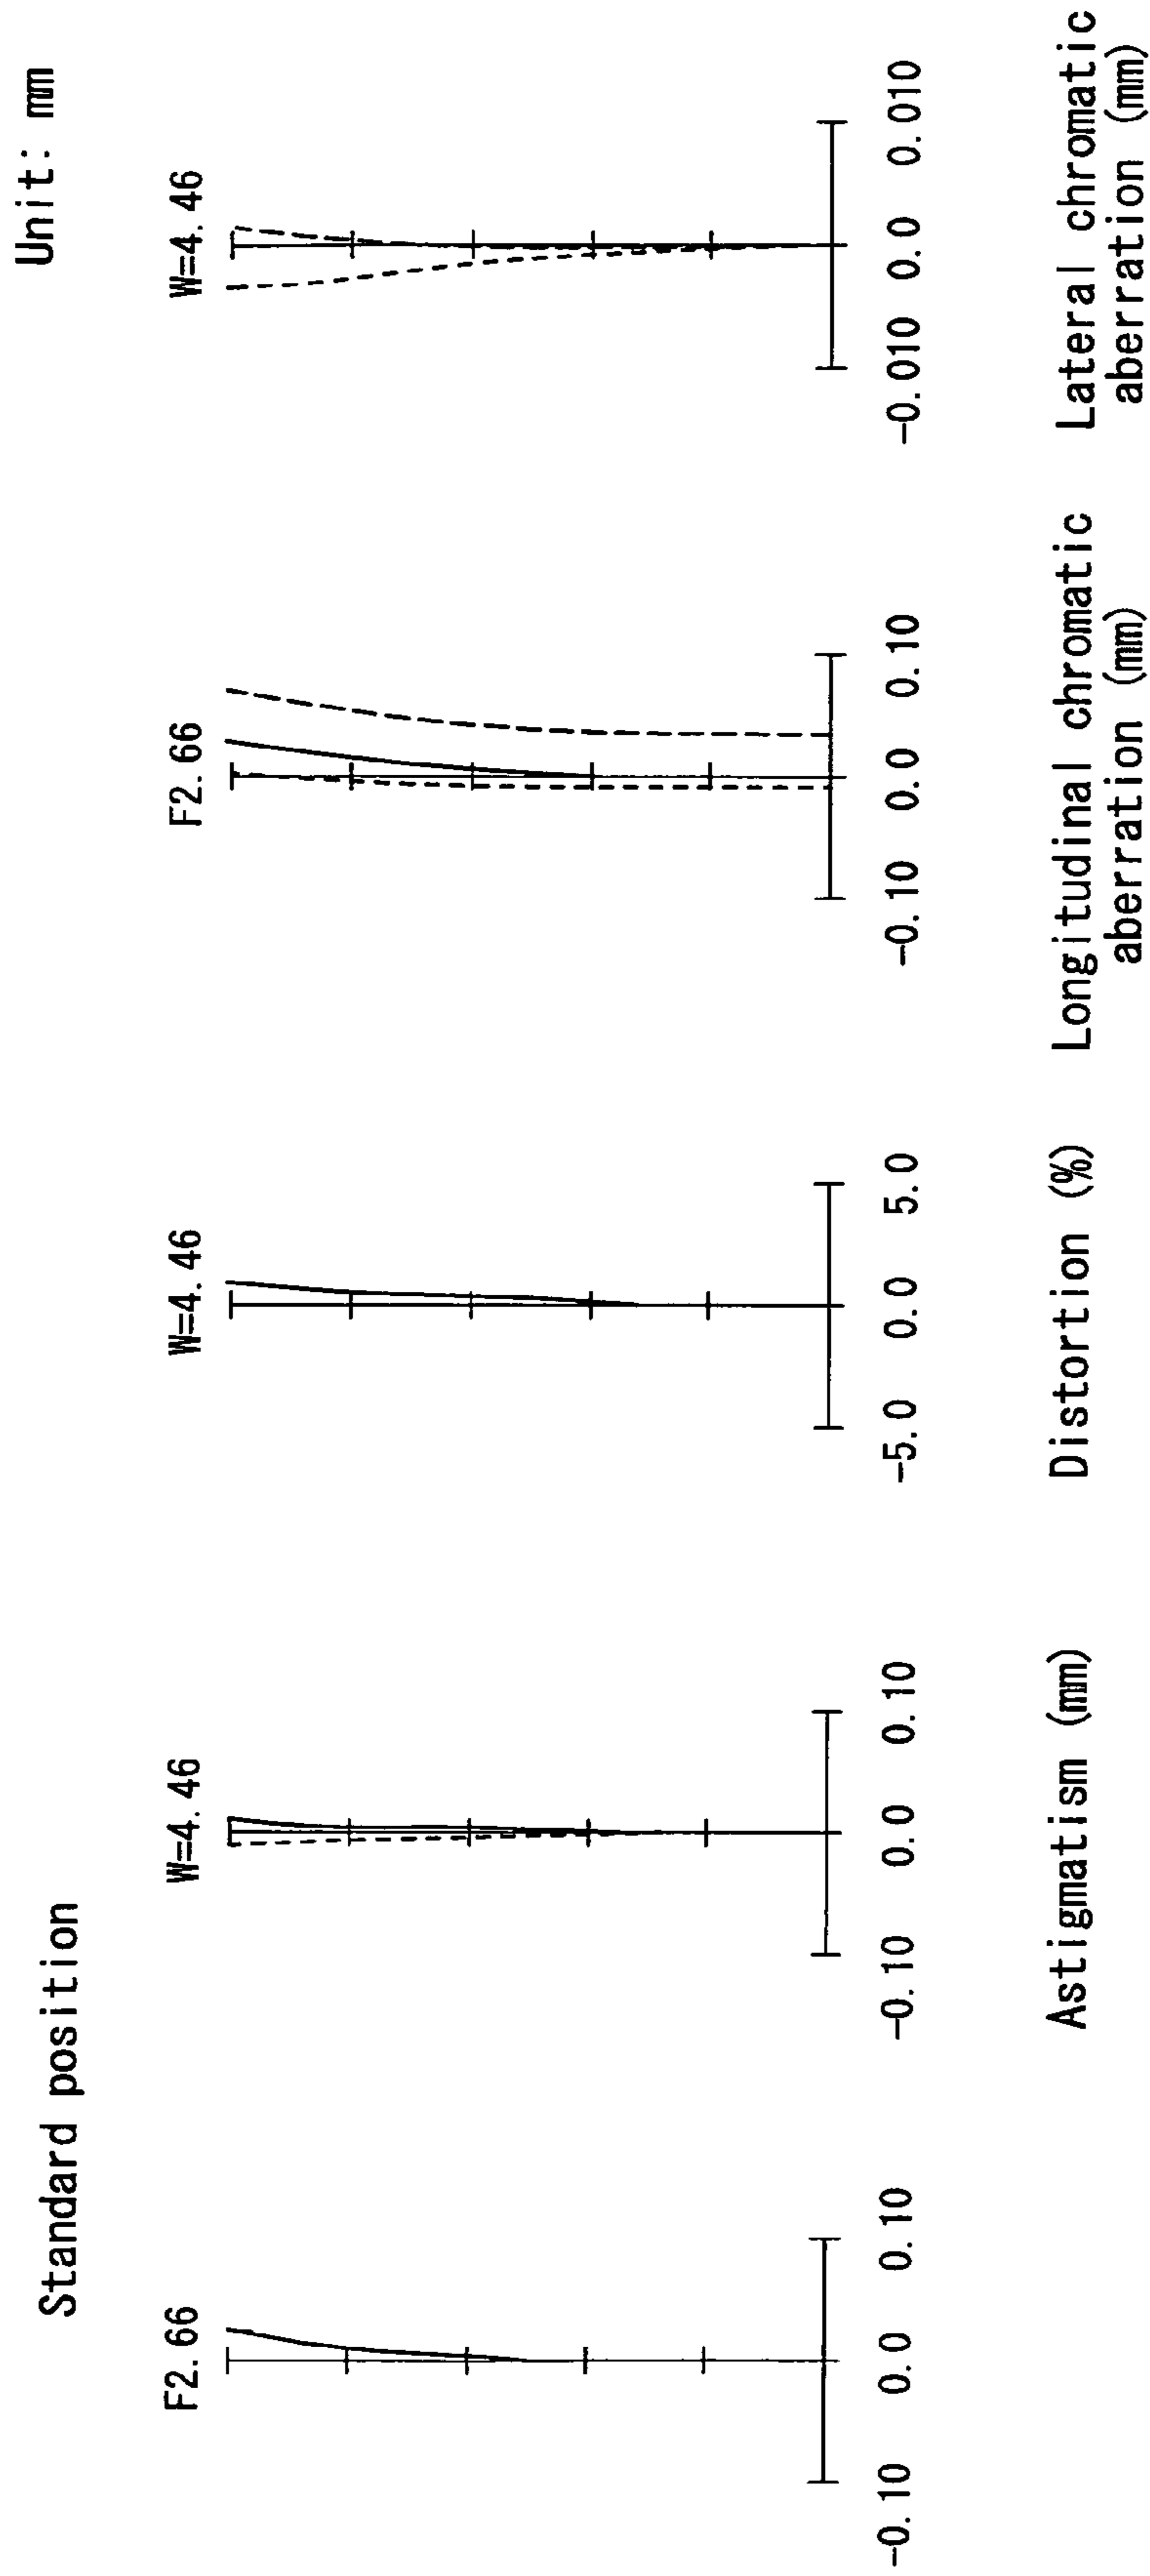 Unit: mm
Standard position
F2.66
W=4.46
W=4.46
F2.66
W=4.46
-0.10 0.0 0.10
-0.10 0.0 0.10
-5.0 0.0 5.0
-0.10 0.0 0.10
-0.010 0.0 0.010
Astigmatism (mm)
Distortion (%)
Longitudinal chromatic
aberration (mm)
Lateral chromatic
aberration (mm)